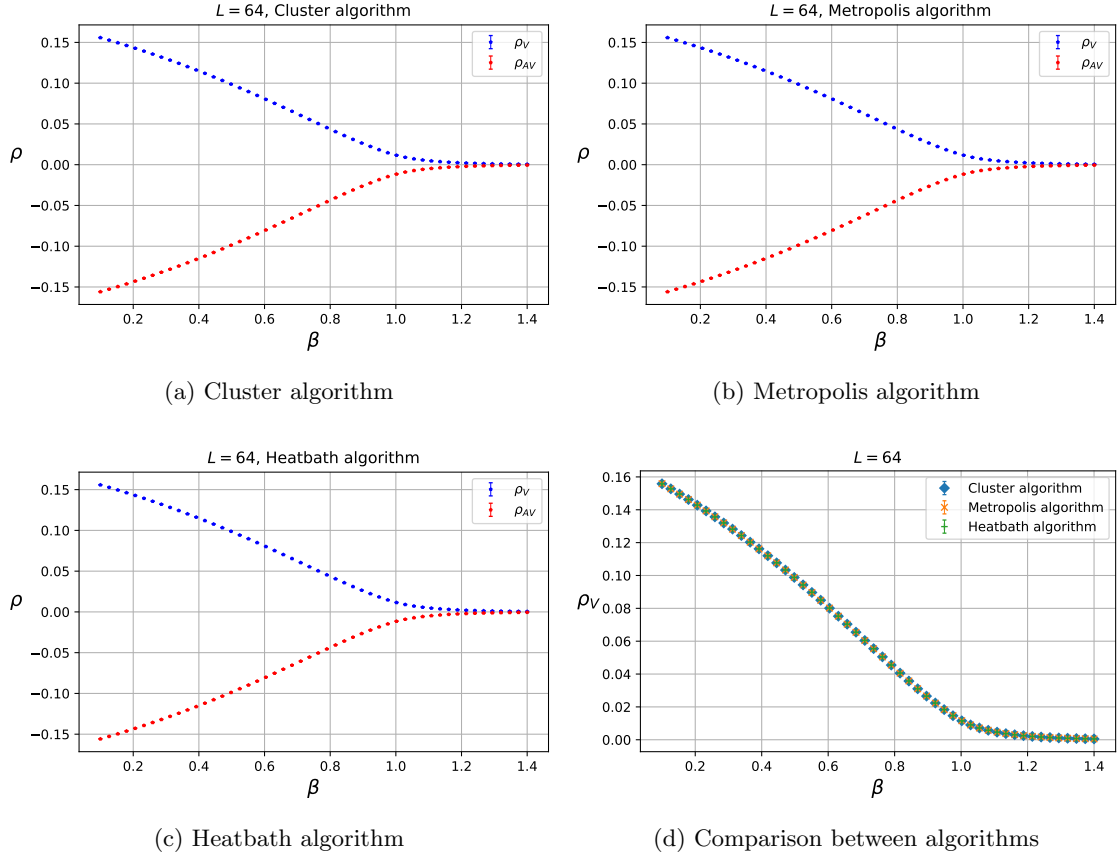 L = 64, Cluster algorithm
0.15
0.10
0.05
0.00
−0.05
−0.10
−0.15
ρ
ρ_V
ρ_AV
0.2 0.4 0.6 0.8 1.0 1.2 1.4
β
(a) Cluster algorithm
L = 64, Metropolis algorithm
0.15
0.10
0.05
0.00
−0.05
−0.10
−0.15
ρ
ρ_V
ρ_AV
0.2 0.4 0.6 0.8 1.0 1.2 1.4
β
(b) Metropolis algorithm
L = 64, Heatbath algorithm
0.15
0.10
0.05
0.00
−0.05
−0.10
−0.15
ρ
ρ_V
ρ_AV
0.2 0.4 0.6 0.8 1.0 1.2 1.4
β
(c) Heatbath algorithm
L = 64
0.16
0.14
0.12
0.10
0.08
0.06
0.04
0.02
0.00
ρ_V
Cluster algorithm
Metropolis algorithm
Heatbath algorithm
0.2 0.4 0.6 0.8 1.0 1.2 1.4
β
(d) Comparison between algorithms